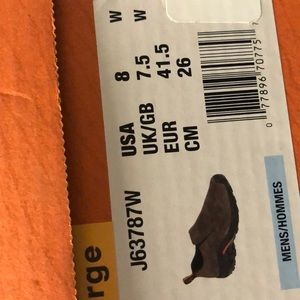 USA 8 W
UK/GB 7.5 W
EUR 41.5
CM 26
J63787W
rge
0 77896 70775
MENS/HOMMES